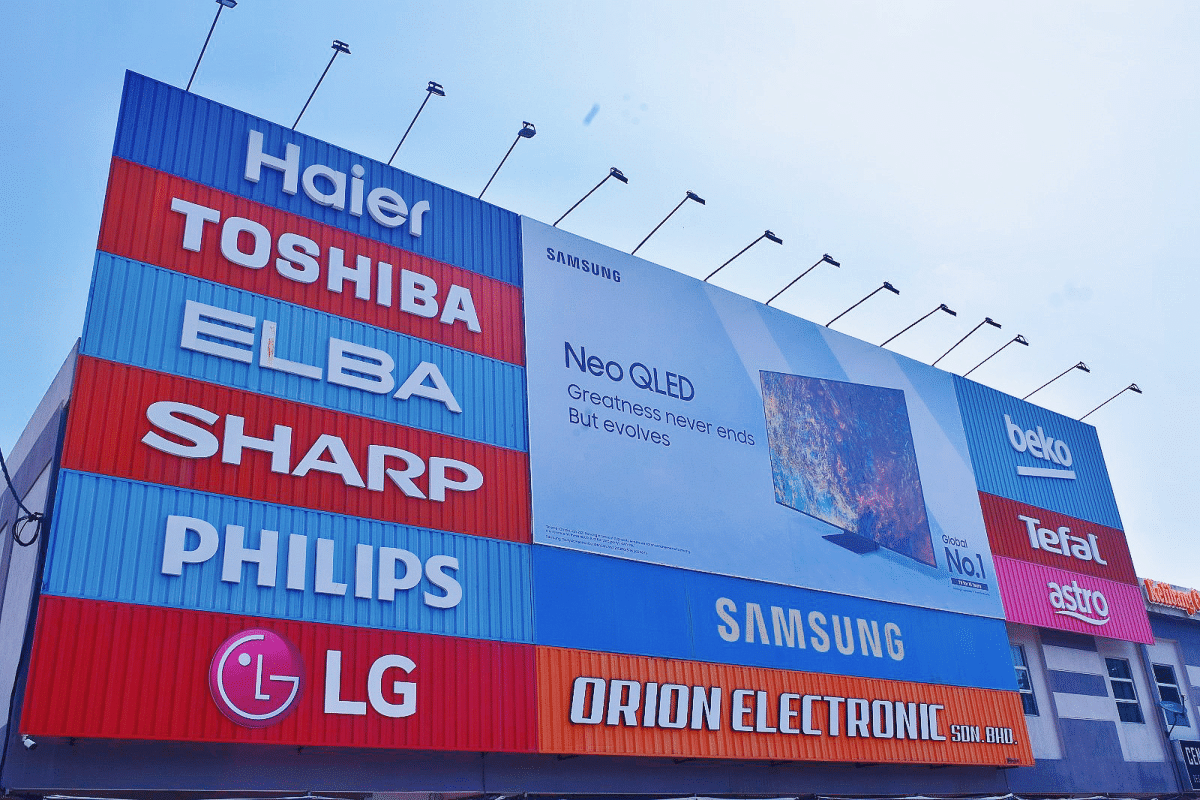 Haier
TOSHIBA
ELBA
SHARP
PHILIPS
LG
LG
SAMSUNG
Neo QLED
Greatness never ends
But evolves
Global
No.1
SAMSUNG
ORION ELECTRONIC SDN. BHD.
beko
Tefal
astro